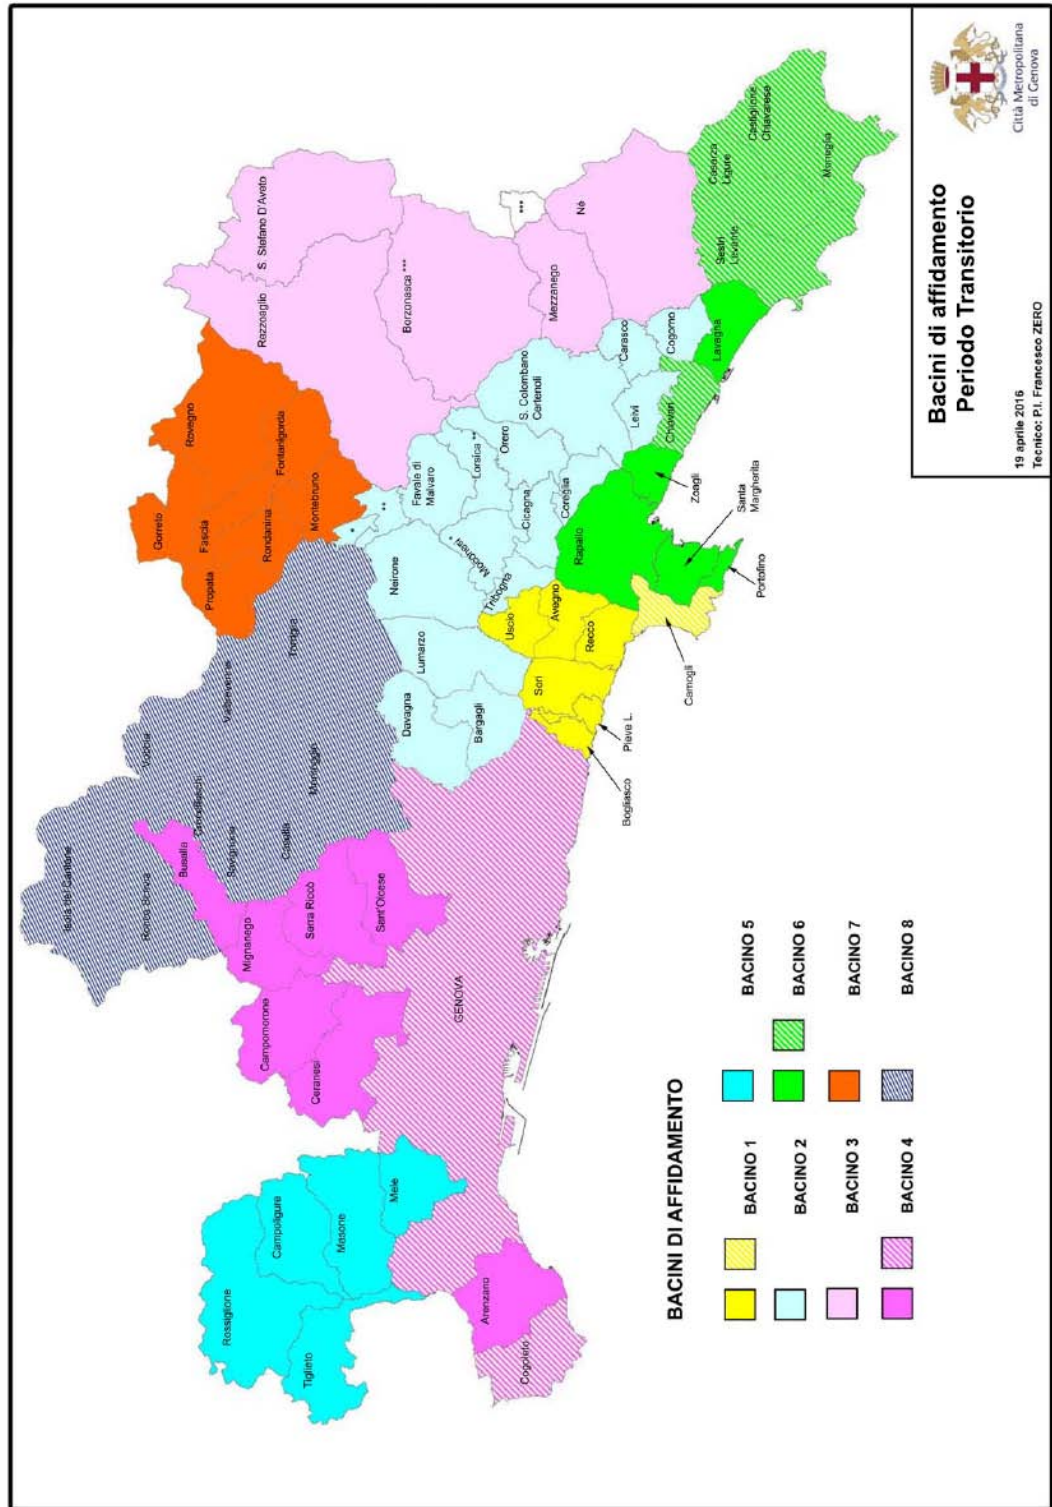 Bacini di affidamento
Periodo Transitorio
19 aprile 2016
Tecnico: P.I. Francesco ZERO
Città Metropolitana
di Genova
Isola del Cantone
Vobbia
Ronco Scrivia
Busalla
Crocefieschi
Valbrevenna
Savignone
Casella
Montoggio
Torriglia
Propata
Gorreto
Fascia
Rondanina
Rovegno
Fontanigorda
Montebruno
Rezzoaglio
S. Stefano D'Aveto
Borzonasca ***
***
Mezzanego
Nè
Rossiglione
Tiglieto
Campoligure
Masone
Mele
Campomorone
Ceranesi
Mignanego
Serra Riccò
Sant'Olcese
GENOVA
Arenzano
Cogoleto
Davagna
Bargagli
Lumarzo
Neirone
*
**
Favale di
Malvaro
Moconesi *
Lorsica **
Tribogna
Cicagna
Orero
Coreglia
S. Colombano
Certenoli
Leivi
Carasco
Cogorno
Uscio
Avegno
Recco
Sori
Pieve L.
Bogliasco
Camogli
Rapallo
Zoagli
Santa
Margherita
Portofino
Chiavari
Lavagna
Sestri
Levante
Casarza
Ligure
Castiglione
Chiavarese
Moneglia
BACINI DI AFFIDAMENTO
BACINO 1
BACINO 2
BACINO 3
BACINO 4
BACINO 5
BACINO 6
BACINO 7
BACINO 8